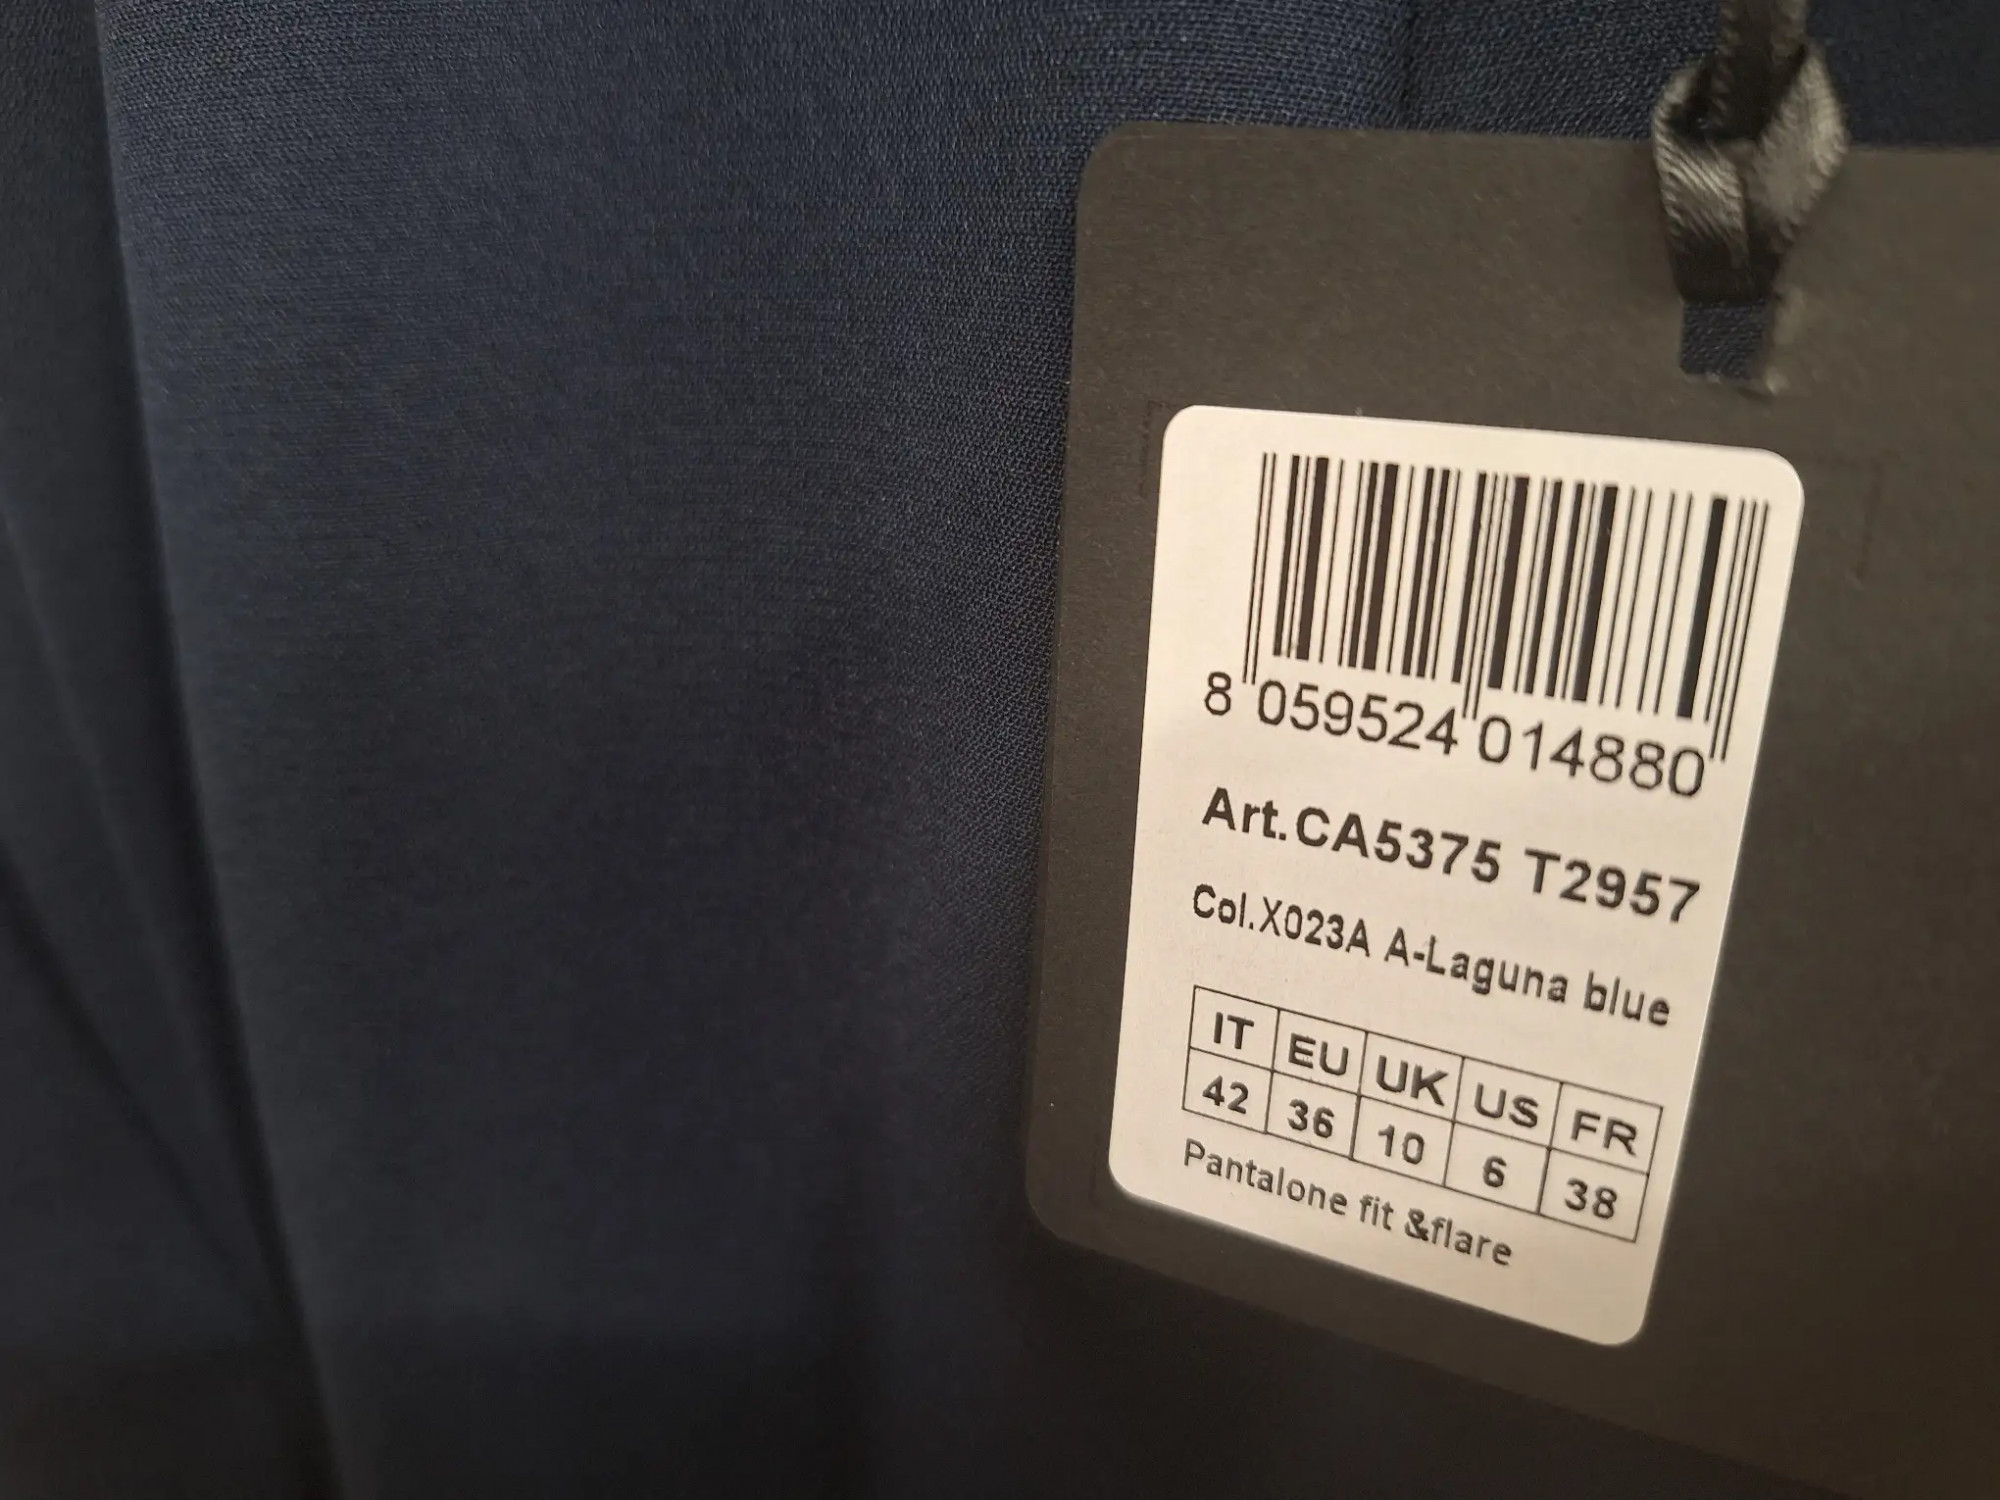 8 059524 014880
Art.CA5375 T2957
Col.X023A A-Laguna blue
IT EU UK US FR
42 36 10 6 38
Pantalone fit &flare